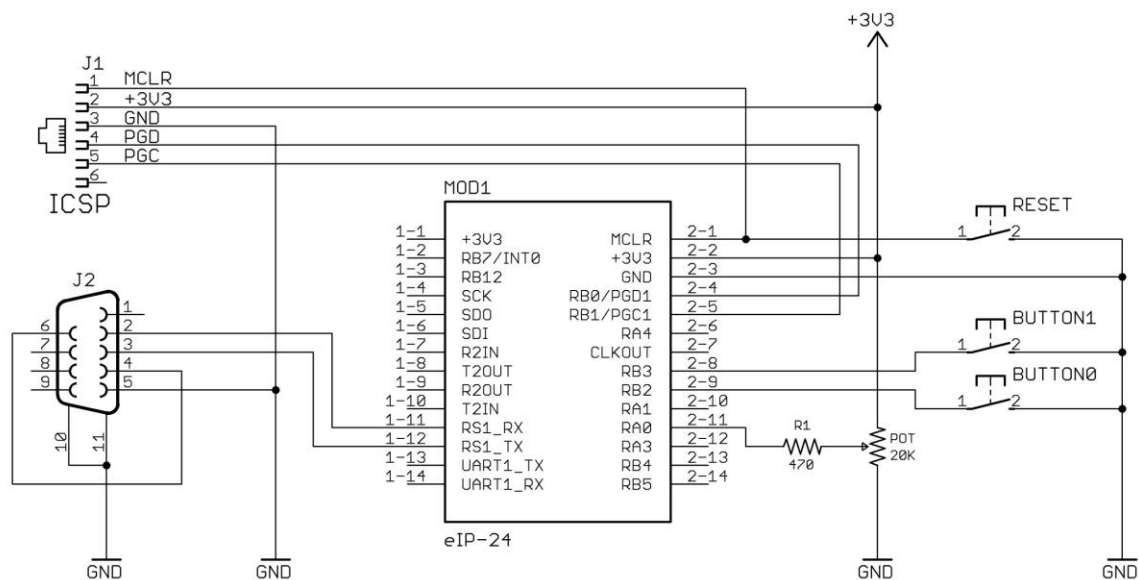 +3V3
J1
1 MCLR
2 +3V3
3 GND
4 PGD
5 PGC
6
ICSP
MOD1
1-1 +3V3 MCLR 2-1
1-2 RB7/INT0 +3V3 2-2
1-3 RB12 GND 2-3
1-4 SCK RB0/PGD1 2-4
1-5 SDO RB1/PGC1 2-5
1-6 SDI RA4 2-6
1-7 R2IN CLKOUT 2-7
1-8 T2OUT RB3 2-8
1-9 R2OUT RB2 2-9
1-10 T2IN RA1 2-10
1-11 RS1_RX RA0 2-11
1-12 RS1_TX RA3 2-12
1-13 UART1_TX RB4 2-13
1-14 UART1_RX RB5 2-14
eIP-24
RESET
1 2
BUTTON1
1 2
BUTTON0
1 2
R1
470
POT
20K
J2
1
6 2
7 3
8 4
9 5
10 11
GND
GND
GND
GND